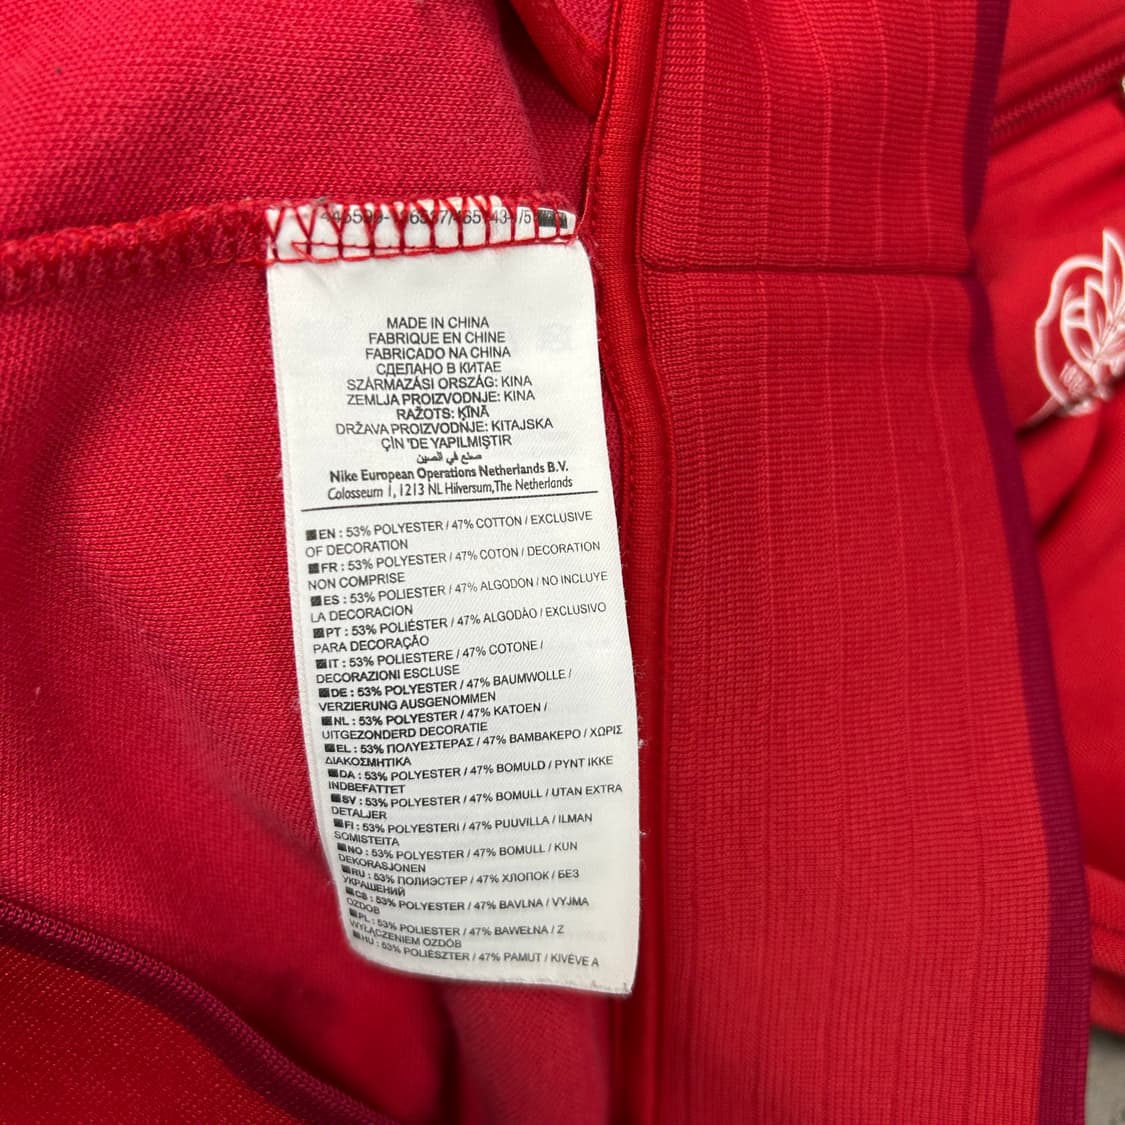 MADE IN CHINA
FABRIQUE EN CHINE
FABRICADO NA CHINA
СДЕЛАНО В КИТАЕ
SZÁRMAZÁSI ORSZÁG: KINA
ZEMLJA PROIZVODNJE: KINA
RAŽOTS: ĶĪNĀ
DRŽAVA PROIZVODNJE: KITAJSKA
ÇİN 'DE YAPILMIŞTIR
صنع في الصين
Nike European Operations Netherlands B.V.
Colosseum 1, 1213 NL Hilversum, The Netherlands
EN : 53% POLYESTER / 47% COTTON / EXCLUSIVE
OF DECORATION
FR : 53% POLYESTER / 47% COTON / DECORATION
NON COMPRISE
ES : 53% POLYESTER / 47% ALGODON / NO INCLUYE
LA DECORACION
PT : 53% POLIÉSTER / 47% ALGODÀO / EXCLUSIVO
PARA DECORAÇÃO
IT : 53% POLIESTERE / 47% COTONE /
DECORAZIONI ESCLUSE
DE : 53% POLYESTER / 47% BAUMWOLLE /
VERZIERUNG AUSGENOMMEN
NL : 53% POLYESTER / 47% KATOEN /
UITGEZONDERD DECORATIE
EL : 53% ΠΟΛΥΕΣΤΕΡΑΣ / 47% ΒΑΜΒΑΚΕΡΟ / ΧΩΡΙΣ
ΔΙΑΚΟΣΜΗΤΙΚΑ
DA : 53% POLYESTER / 47% BOMULD / PYNT IKKE
INDBEFATTET
SV : 53% POLYESTER / 47% BOMULL / UTAN EXTRA
DETALJER
FI : 53% POLYESTERI / 47% PUUVILLA / ILMAN
SOMISTEITA
NO : 53% POLYESTER / 47% BOMULL / KUN
DEKORASJONEN
RU : 53% ПОЛИЭСТЕР / 47% ХЛОПОК / БЕЗ
УКРАШЕНИЙ
CS : 53% POLYESTER / 47% BAVLNA / VYJMA
OZDOB
PL : 53% POLYESTER / 47% BAWEŁNA / Z
WYŁĄCZENIEM OZDÓB
HU : 53% POLIÉSZTER / 47% PAMUT / KIVÉVE A